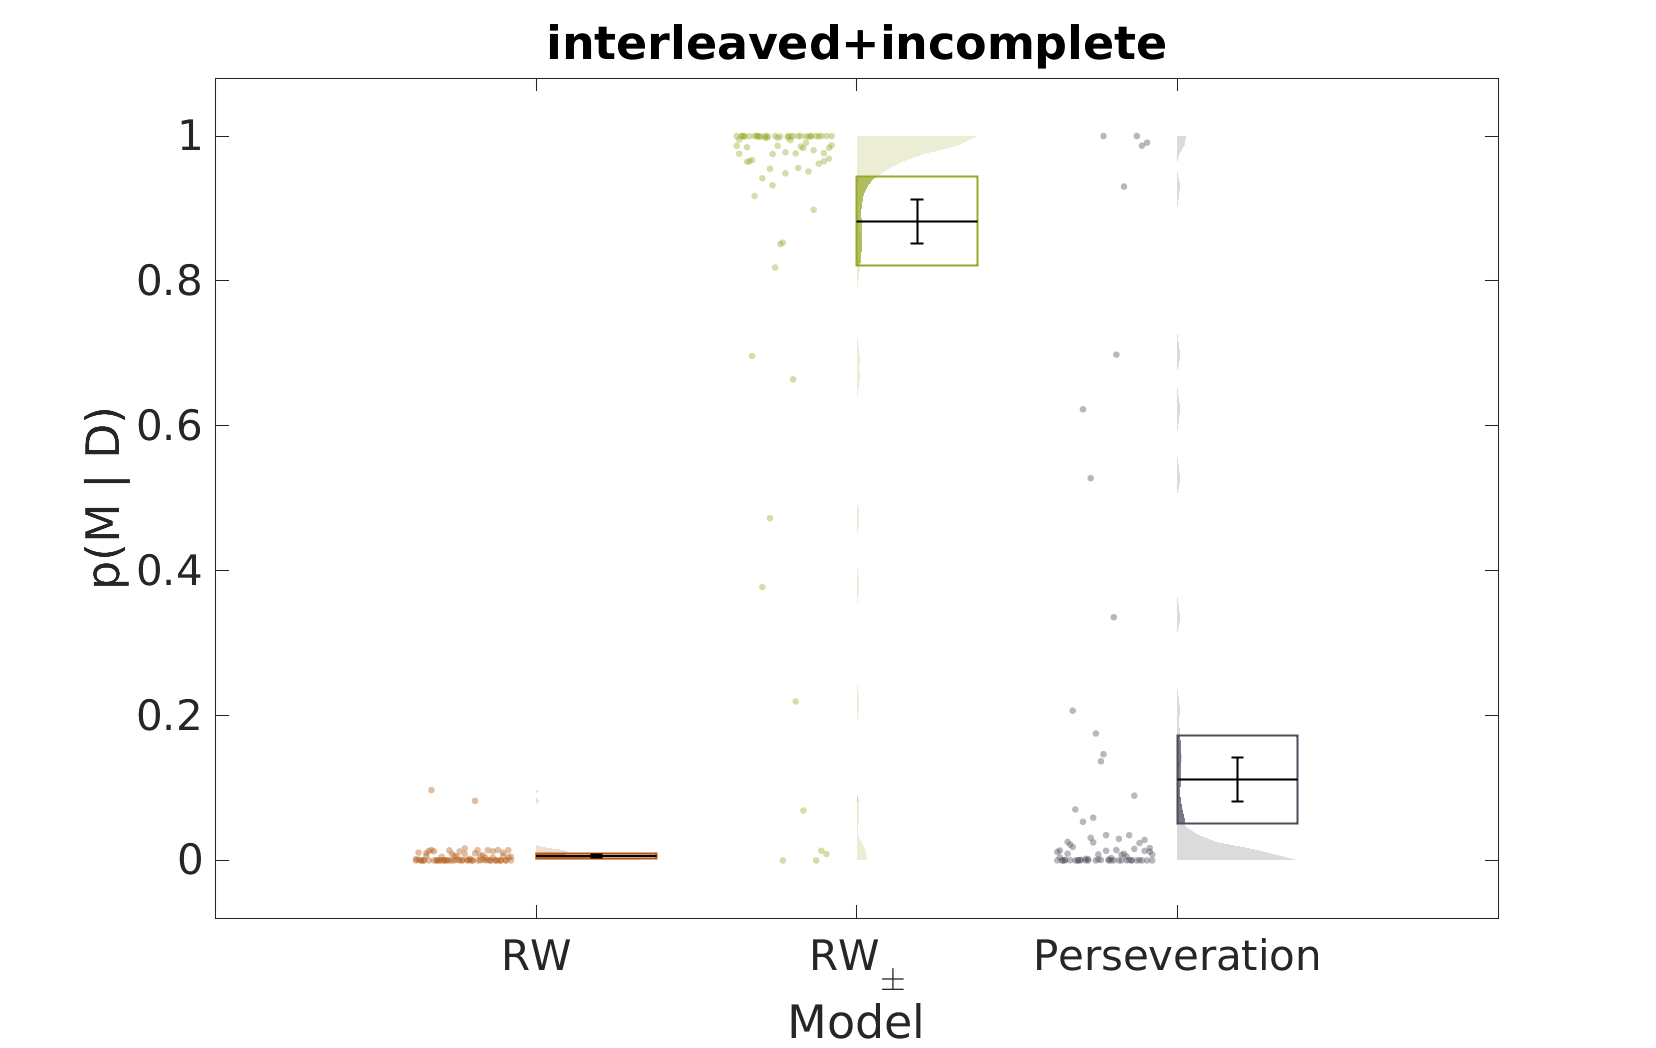 interleaved+incomplete
1
0.8
0.6
0.4
0.2
0
p(M | D)
RW
RW±
Perseveration
Model